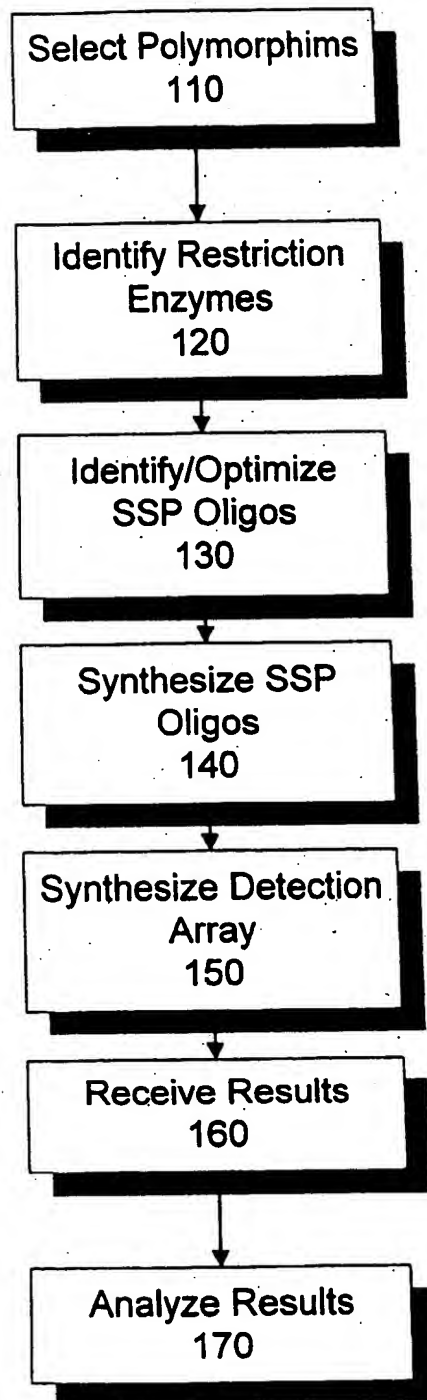 Select Polymorphims
110
Identify Restriction
Enzymes
120
Identify/Optimize
SSP Oligos
130
Synthesize SSP
Oligos
140
Synthesize Detection
Array
150
Receive Results
160
Analyze Results
170